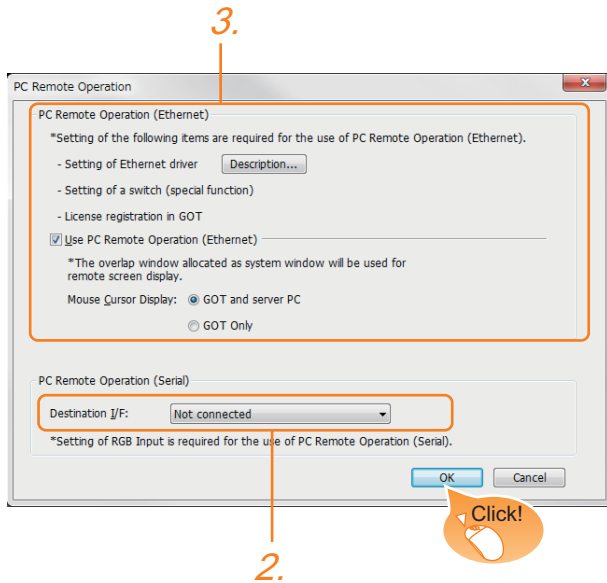 3.
PC Remote Operation
PC Remote Operation (Ethernet)
*Setting of the following items are required for the use of PC Remote Operation (Ethernet).
- Setting of Ethernet driver Description...
- Setting of a switch (special function)
- License registration in GOT
Use PC Remote Operation (Ethernet)
*The overlap window allocated as system window will be used for
remote screen display.
Mouse Cursor Display: GOT and server PC
GOT Only
PC Remote Operation (Serial)
Destination I/F: Not connected
*Setting of RGB Input is required for the use of PC Remote Operation (Serial).
OK Cancel
Click!
2.